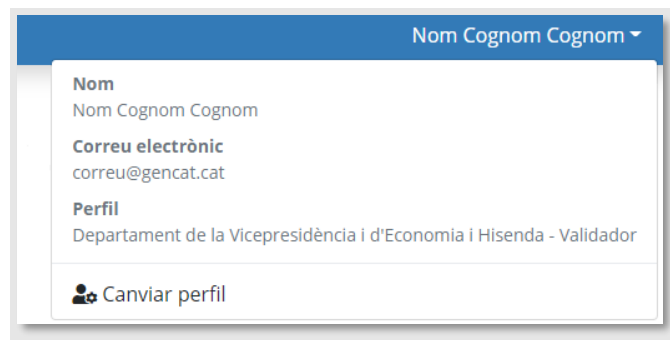 Nom Cognom Cognom
Nom
Nom Cognom Cognom
Correu electrònic
correu@gencat.cat
Perfil
Departament de la Vicepresidència i d'Economia i Hisenda - Validador
Canviar perfil